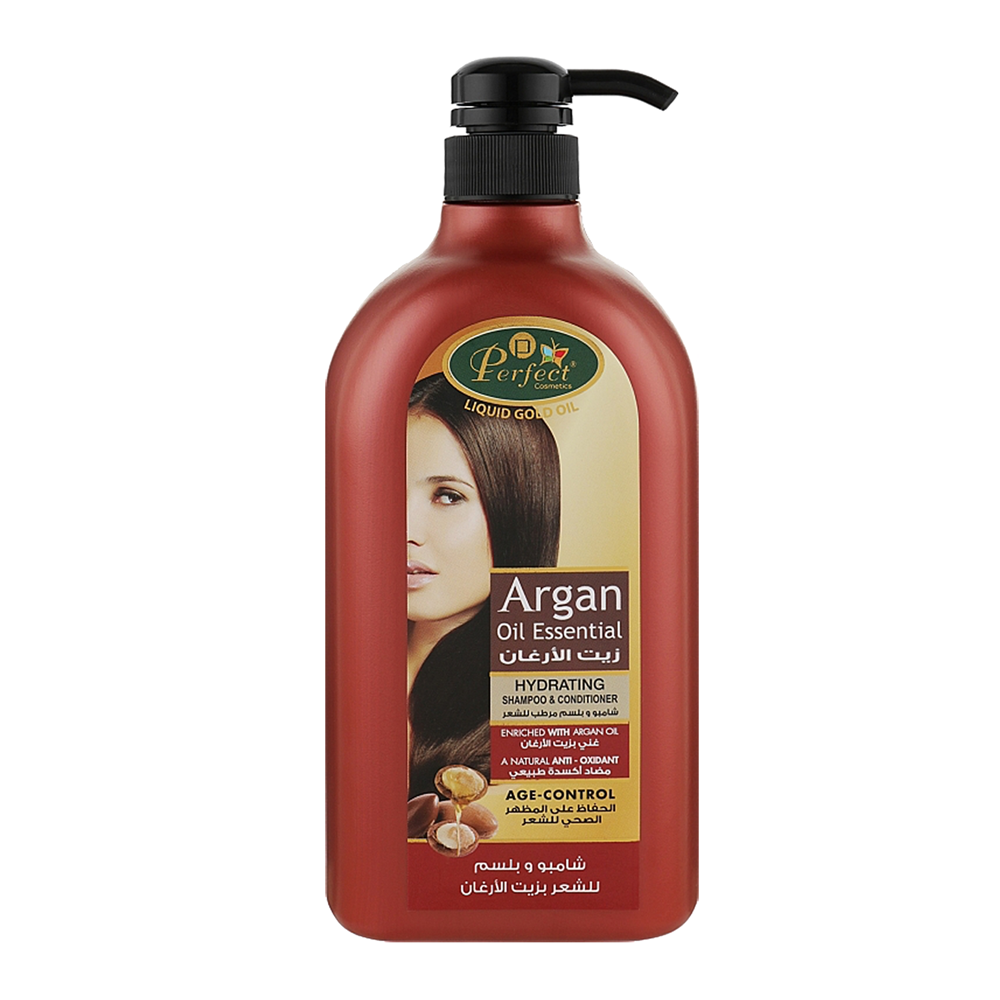 Perfect®
Cosmetics
LIQUID GOLD OIL
Argan
Oil Essential
زيت الأرغان
HYDRATING
SHAMPOO & CONDITIONER
شامبو و بلسم مرطب للشعر
ENRICHED WITH ARGAN OIL
غني بزيت الأرغان
A NATURAL ANTI - OXIDANT
مضاد أكسدة طبيعي
AGE-CONTROL
الحفاظ على المظهر
الصحي للشعر
شامبو و بلسم
للشعر بزيت الأرغان